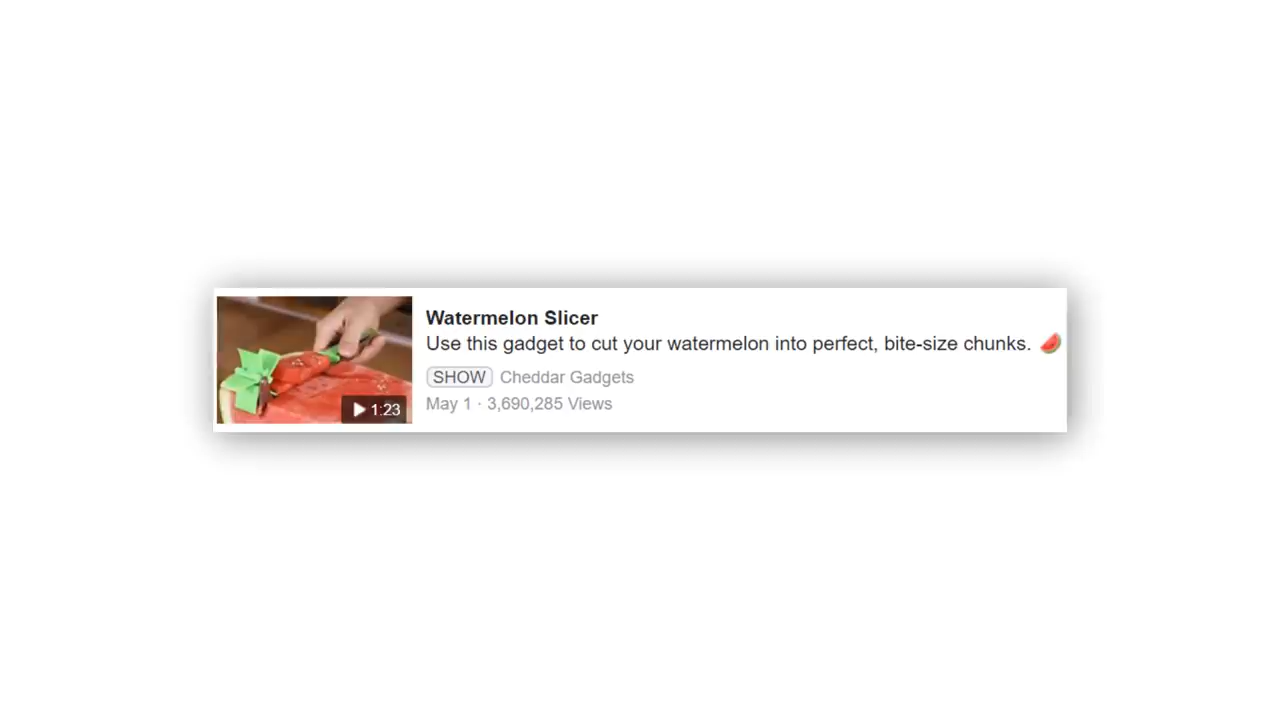 Watermelon Slicer
Use this gadget to cut your watermelon into perfect, bite-size chunks. 🍉
SHOW Cheddar Gadgets
May 1 · 3,690,285 Views
1:23